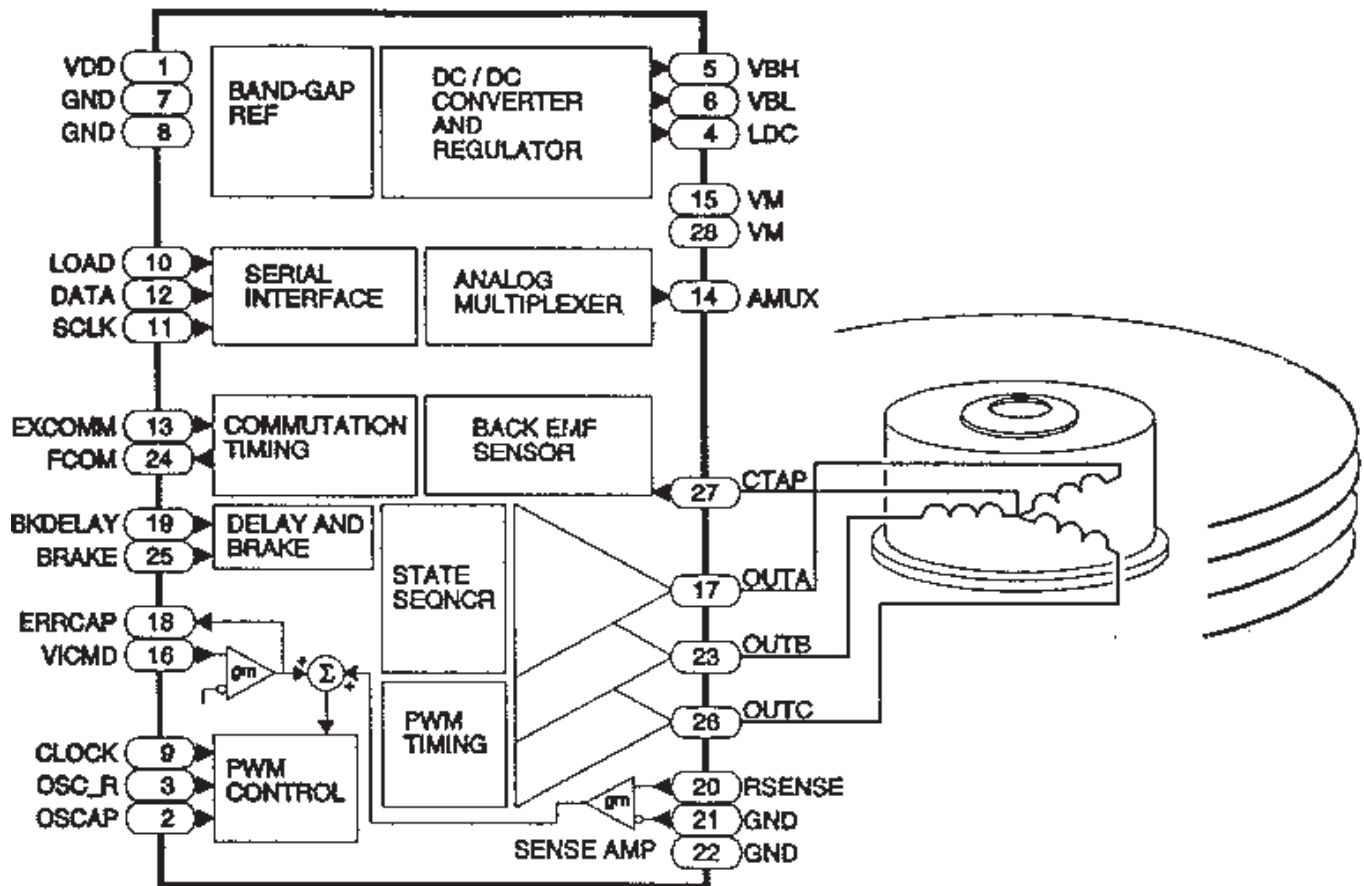 VDD 1
GND 7
GND 8
BAND-GAP
REF
DC / DC
CONVERTER
AND
REGULATOR
5 VBH
6 VBL
4 LDC
15 VM
28 VM
LOAD 10
DATA 12
SCLK 11
SERIAL
INTERFACE
ANALOG
MULTIPLEXER
14 AMUX
EXCOMM 13
FCOM 24
COMMUTATION
TIMING
BACK EMF
SENSOR
27 CTAP
BKDELAY 19
BRAKE 25
DELAY AND
BRAKE
STATE
SEQNCR
17 OUTA
ERRCAP 18
VICMD 16
gm
+
Σ
+
23 OUTB
26 OUTC
PWM
TIMING
CLOCK 9
OSC_R 3
OSCAP 2
PWM
CONTROL
gm
20 RSENSE
21 GND
22 GND
SENSE AMP